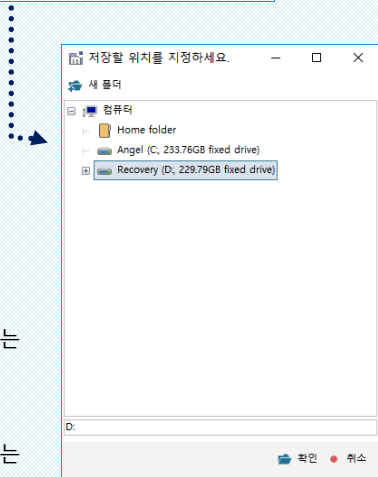 저장할 위치를 지정하세요.
새 폴더
컴퓨터
Home folder
Angel (C:, 233.76GB fixed drive)
Recovery (D:, 229.79GB fixed drive)
는
D:
는
확인 취소